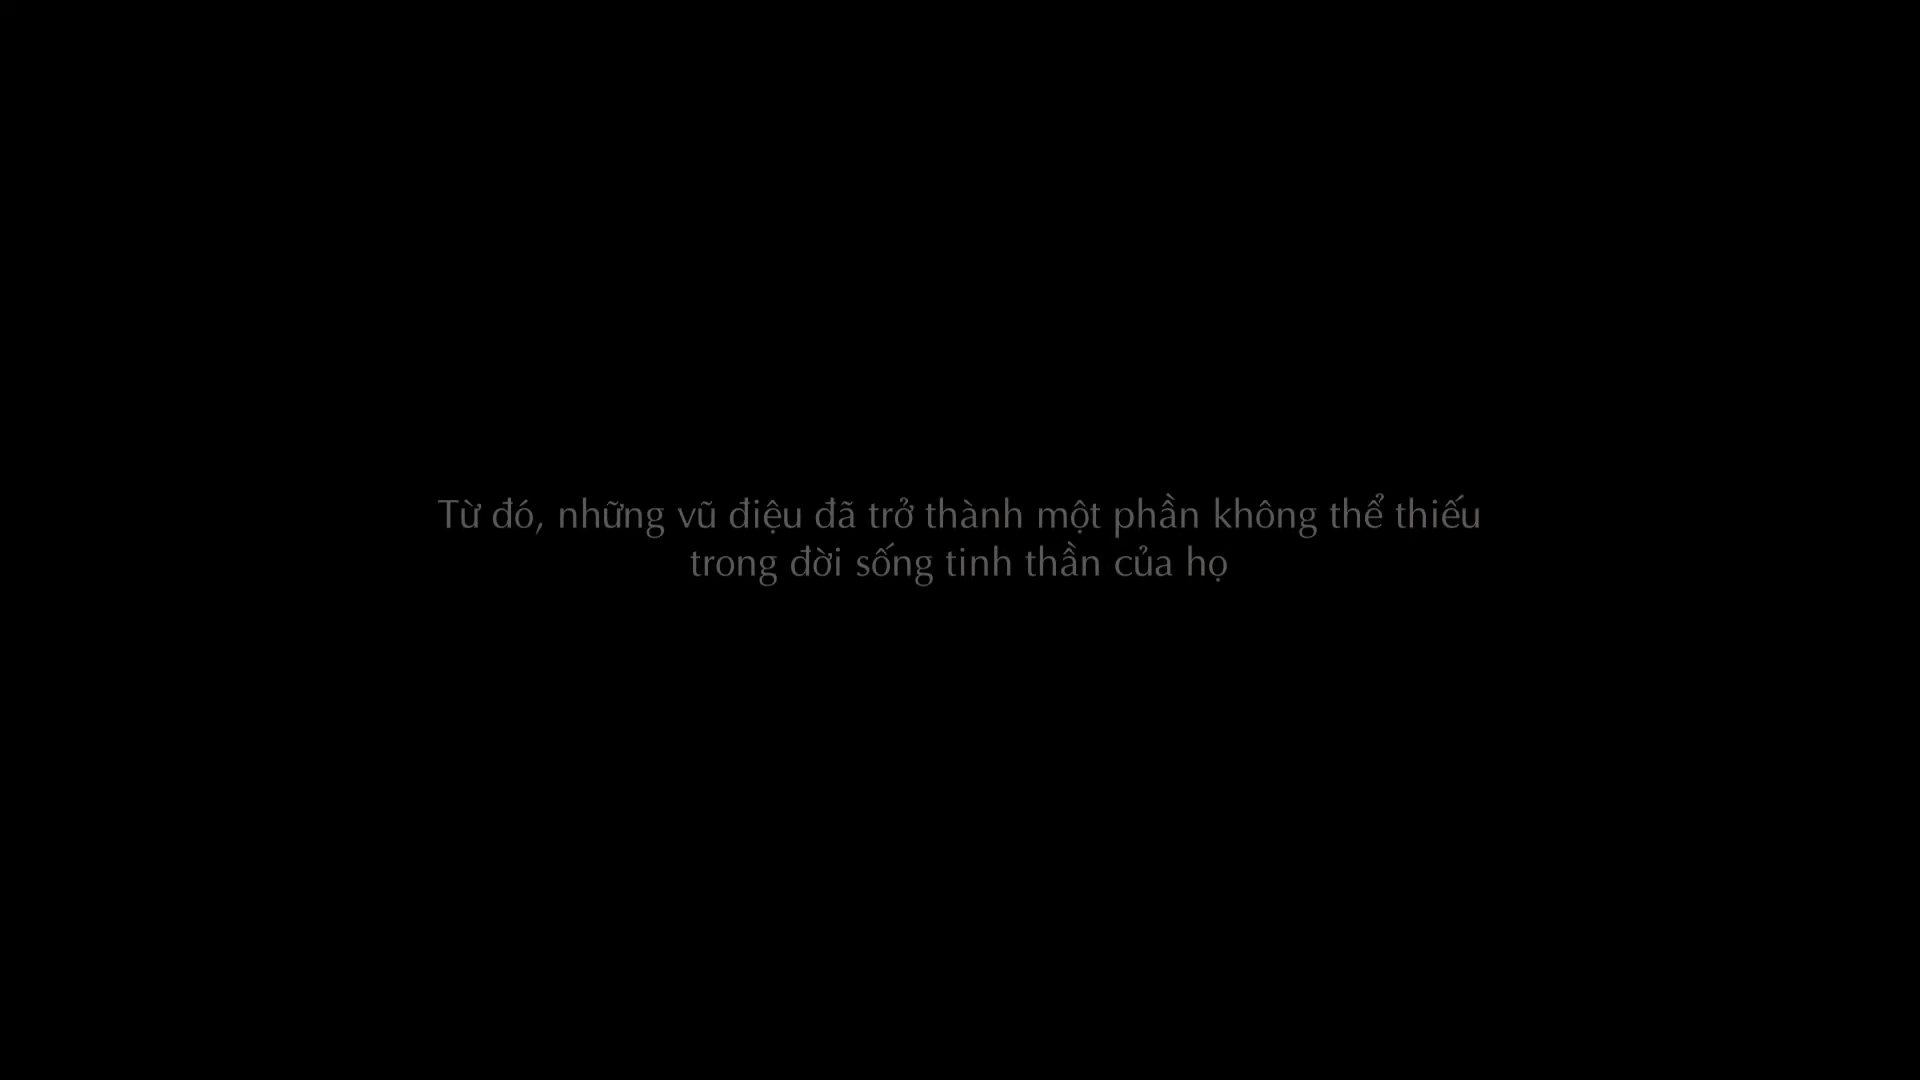 Từ đó, những vũ điệu đã trở thành một phần không thể thiếu
trong đời sống tinh thần của họ